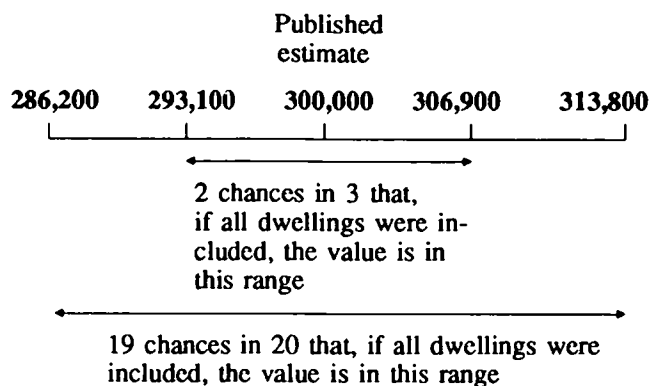 Published
estimate
286,200 293,100 300,000 306,900 313,800
2 chances in 3 that,
if all dwellings were in-
cluded, the value is in
this range
19 chances in 20 that, if all dwellings were
included, the value is in this range